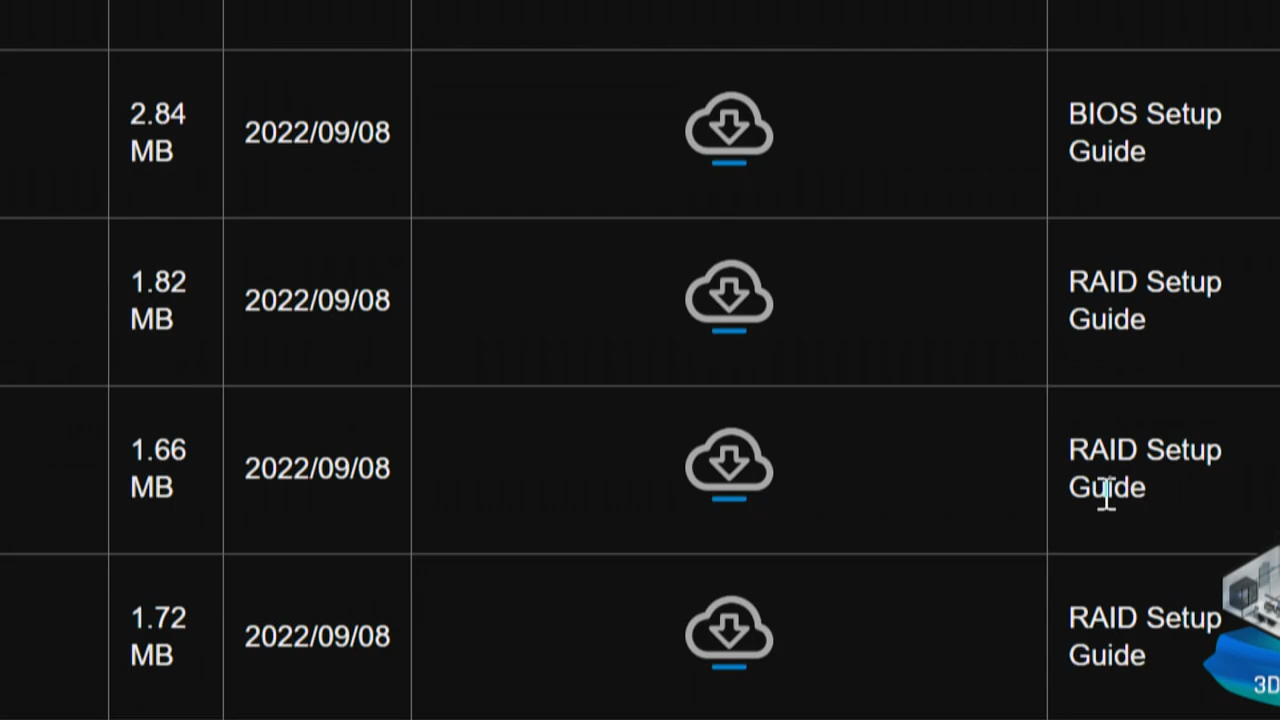 2.84
MB
2022/09/08
BIOS Setup
Guide
1.82
MB
2022/09/08
RAID Setup
Guide
1.66
MB
2022/09/08
RAID Setup
Guide
1.72
MB
2022/09/08
RAID Setup
Guide
3D